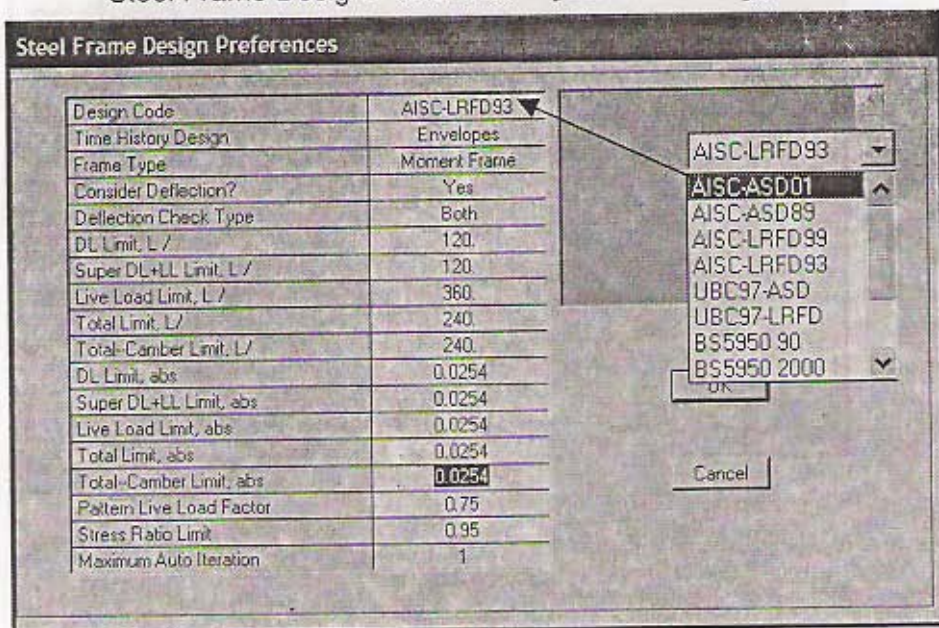 Steel Frame Design
Steel Frame Design Preferences
Design Code AISC-LRFD93
Time History Design Envelopes
Frame Type Moment Frame
Consider Deflection? Yes
Deflection Check Type Both
DL Limit, L / 120.
Super DL+LL Limit, L / 120.
Live Load Limit, L / 360.
Total Limit, L/ 240.
Total-Camber Limit, L/ 240.
DL Limit, abs 0.0254
Super DL+LL Limit, abs 0.0254
Live Load Limit, abs 0.0254
Total Limit, abs 0.0254
Total-Camber Limit, abs 0.0254
Pattern Live Load Factor 0.75
Stress Ratio Limit 0.95
Maximum Auto Iteration 1
AISC-LRFD93
AISC-ASD01
AISC-ASD89
AISC-LRFD99
AISC-LRFD93
UBC97-ASD
UBC97-LRFD
BS5950 90
BS5950 2000
OK
Cancel